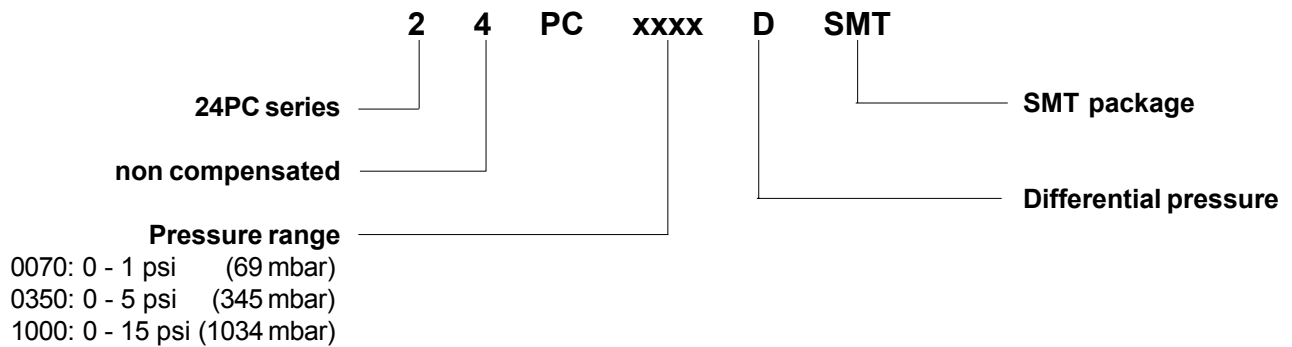 2 4 PC xxxx D SMT
24PC series
SMT package
non compensated
Differential pressure
Pressure range
0070: 0 - 1 psi (69 mbar)
0350: 0 - 5 psi (345 mbar)
1000: 0 - 15 psi (1034 mbar)